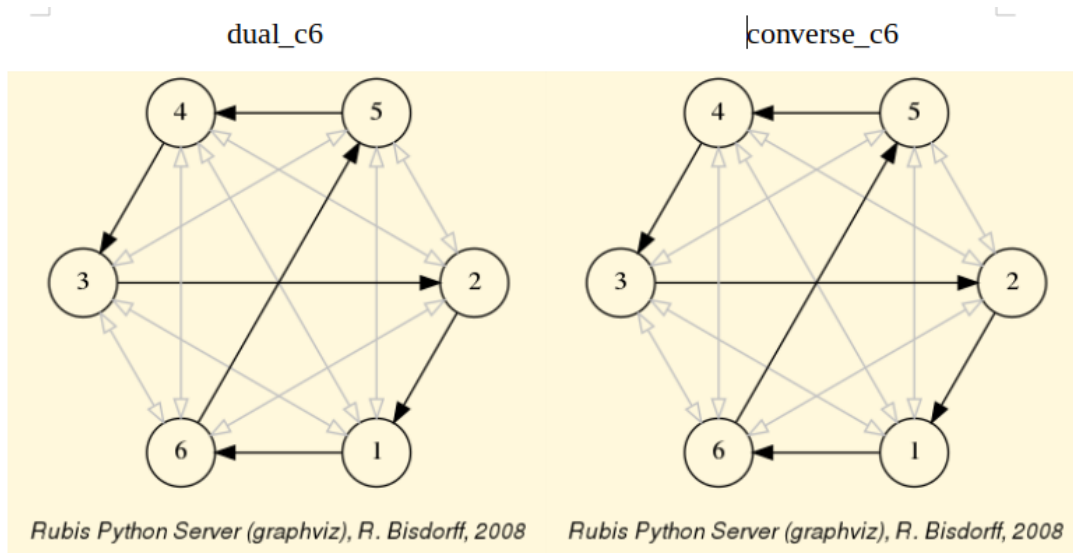 dual_c6
converse_c6
4 5
3 2
6 1
Rubis Python Server (graphviz), R. Bisdorff, 2008
4 5
3 2
6 1
Rubis Python Server (graphviz), R. Bisdorff, 2008